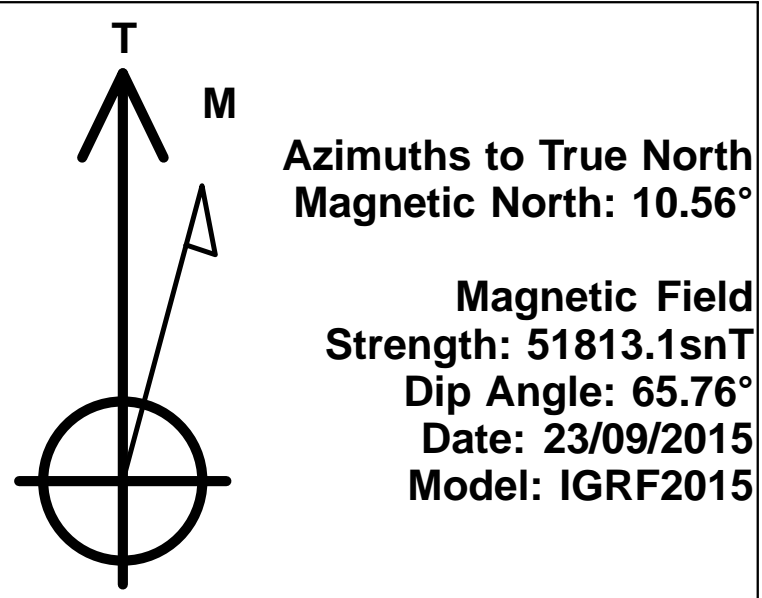 T
M
Azimuths to True North
Magnetic North: 10.56°
Magnetic Field
Strength: 51813.1snT
Dip Angle: 65.76°
Date: 23/09/2015
Model: IGRF2015